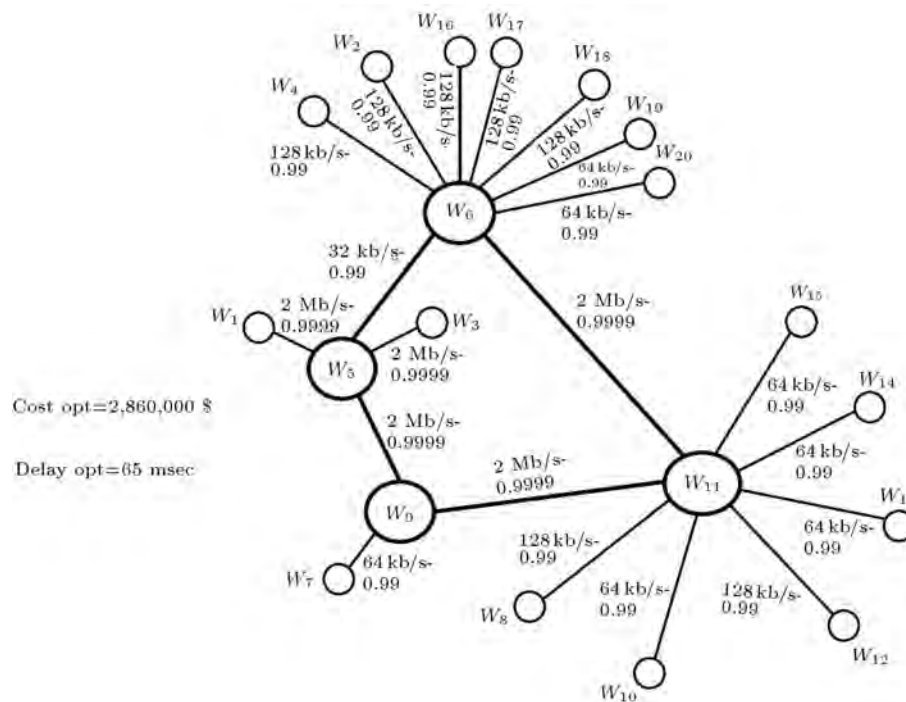 W16
W17
W2
W18
W4
W19
W20
128 kb/s-
0.99
128 kb/s-
0.99
128 kb/s-
0.99
128 kb/s-
0.99
128 kb/s-
0.99
64 kb/s-
0.99
64 kb/s-
0.99
W6
32 kb/s-
0.99
2 Mb/s-
0.9999
W1
2 Mb/s-
0.9999
W3
2 Mb/s-
0.9999
W5
W15
64 kb/s-
0.99
W14
64 kb/s-
0.99
Cost opt=2,860,000 $
2 Mb/s-
0.9999
Delay opt=65 msec
2 Mb/s-
0.9999
W11
W1
64 kb/s-
0.99
W9
64 kb/s-
0.99
W7
128 kb/s-
0.99
W8
64 kb/s-
0.99
W10
128 kb/s-
0.99
W12